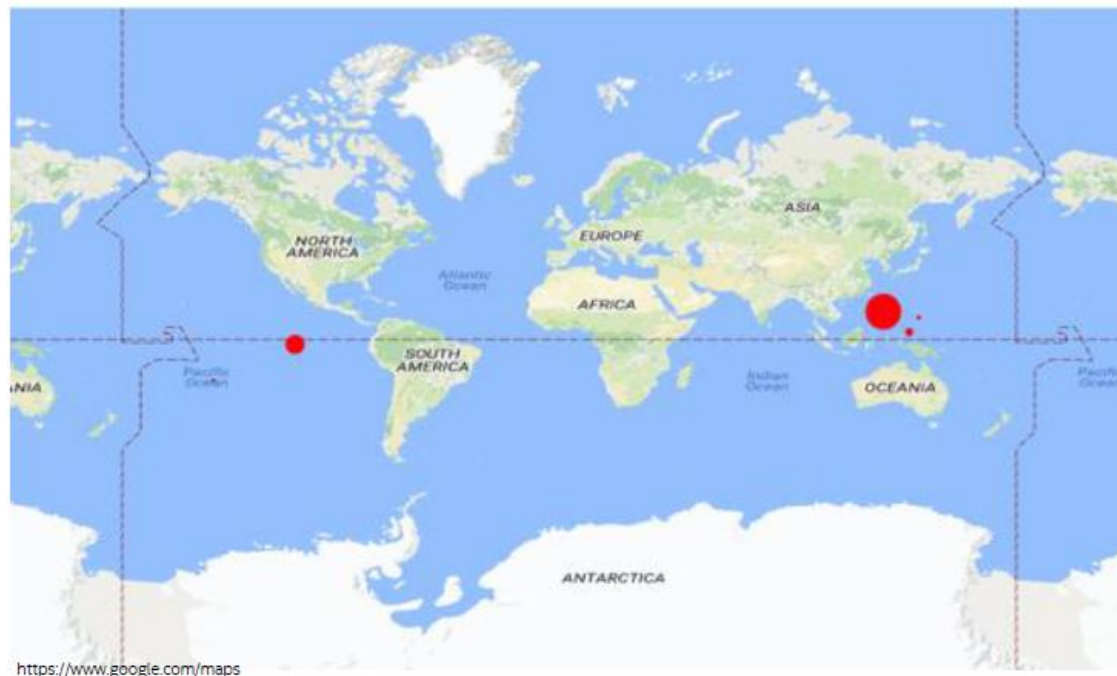 ASIA
EUROPE
NORTH
AMERICA
Atlantic
Ocean
AFRICA
SOUTH
AMERICA
Pacific
Ocean
Indian
Ocean
Pacific
Ocean
ANIA
OCEANIA
ANTARCTICA
https://www.google.com/maps